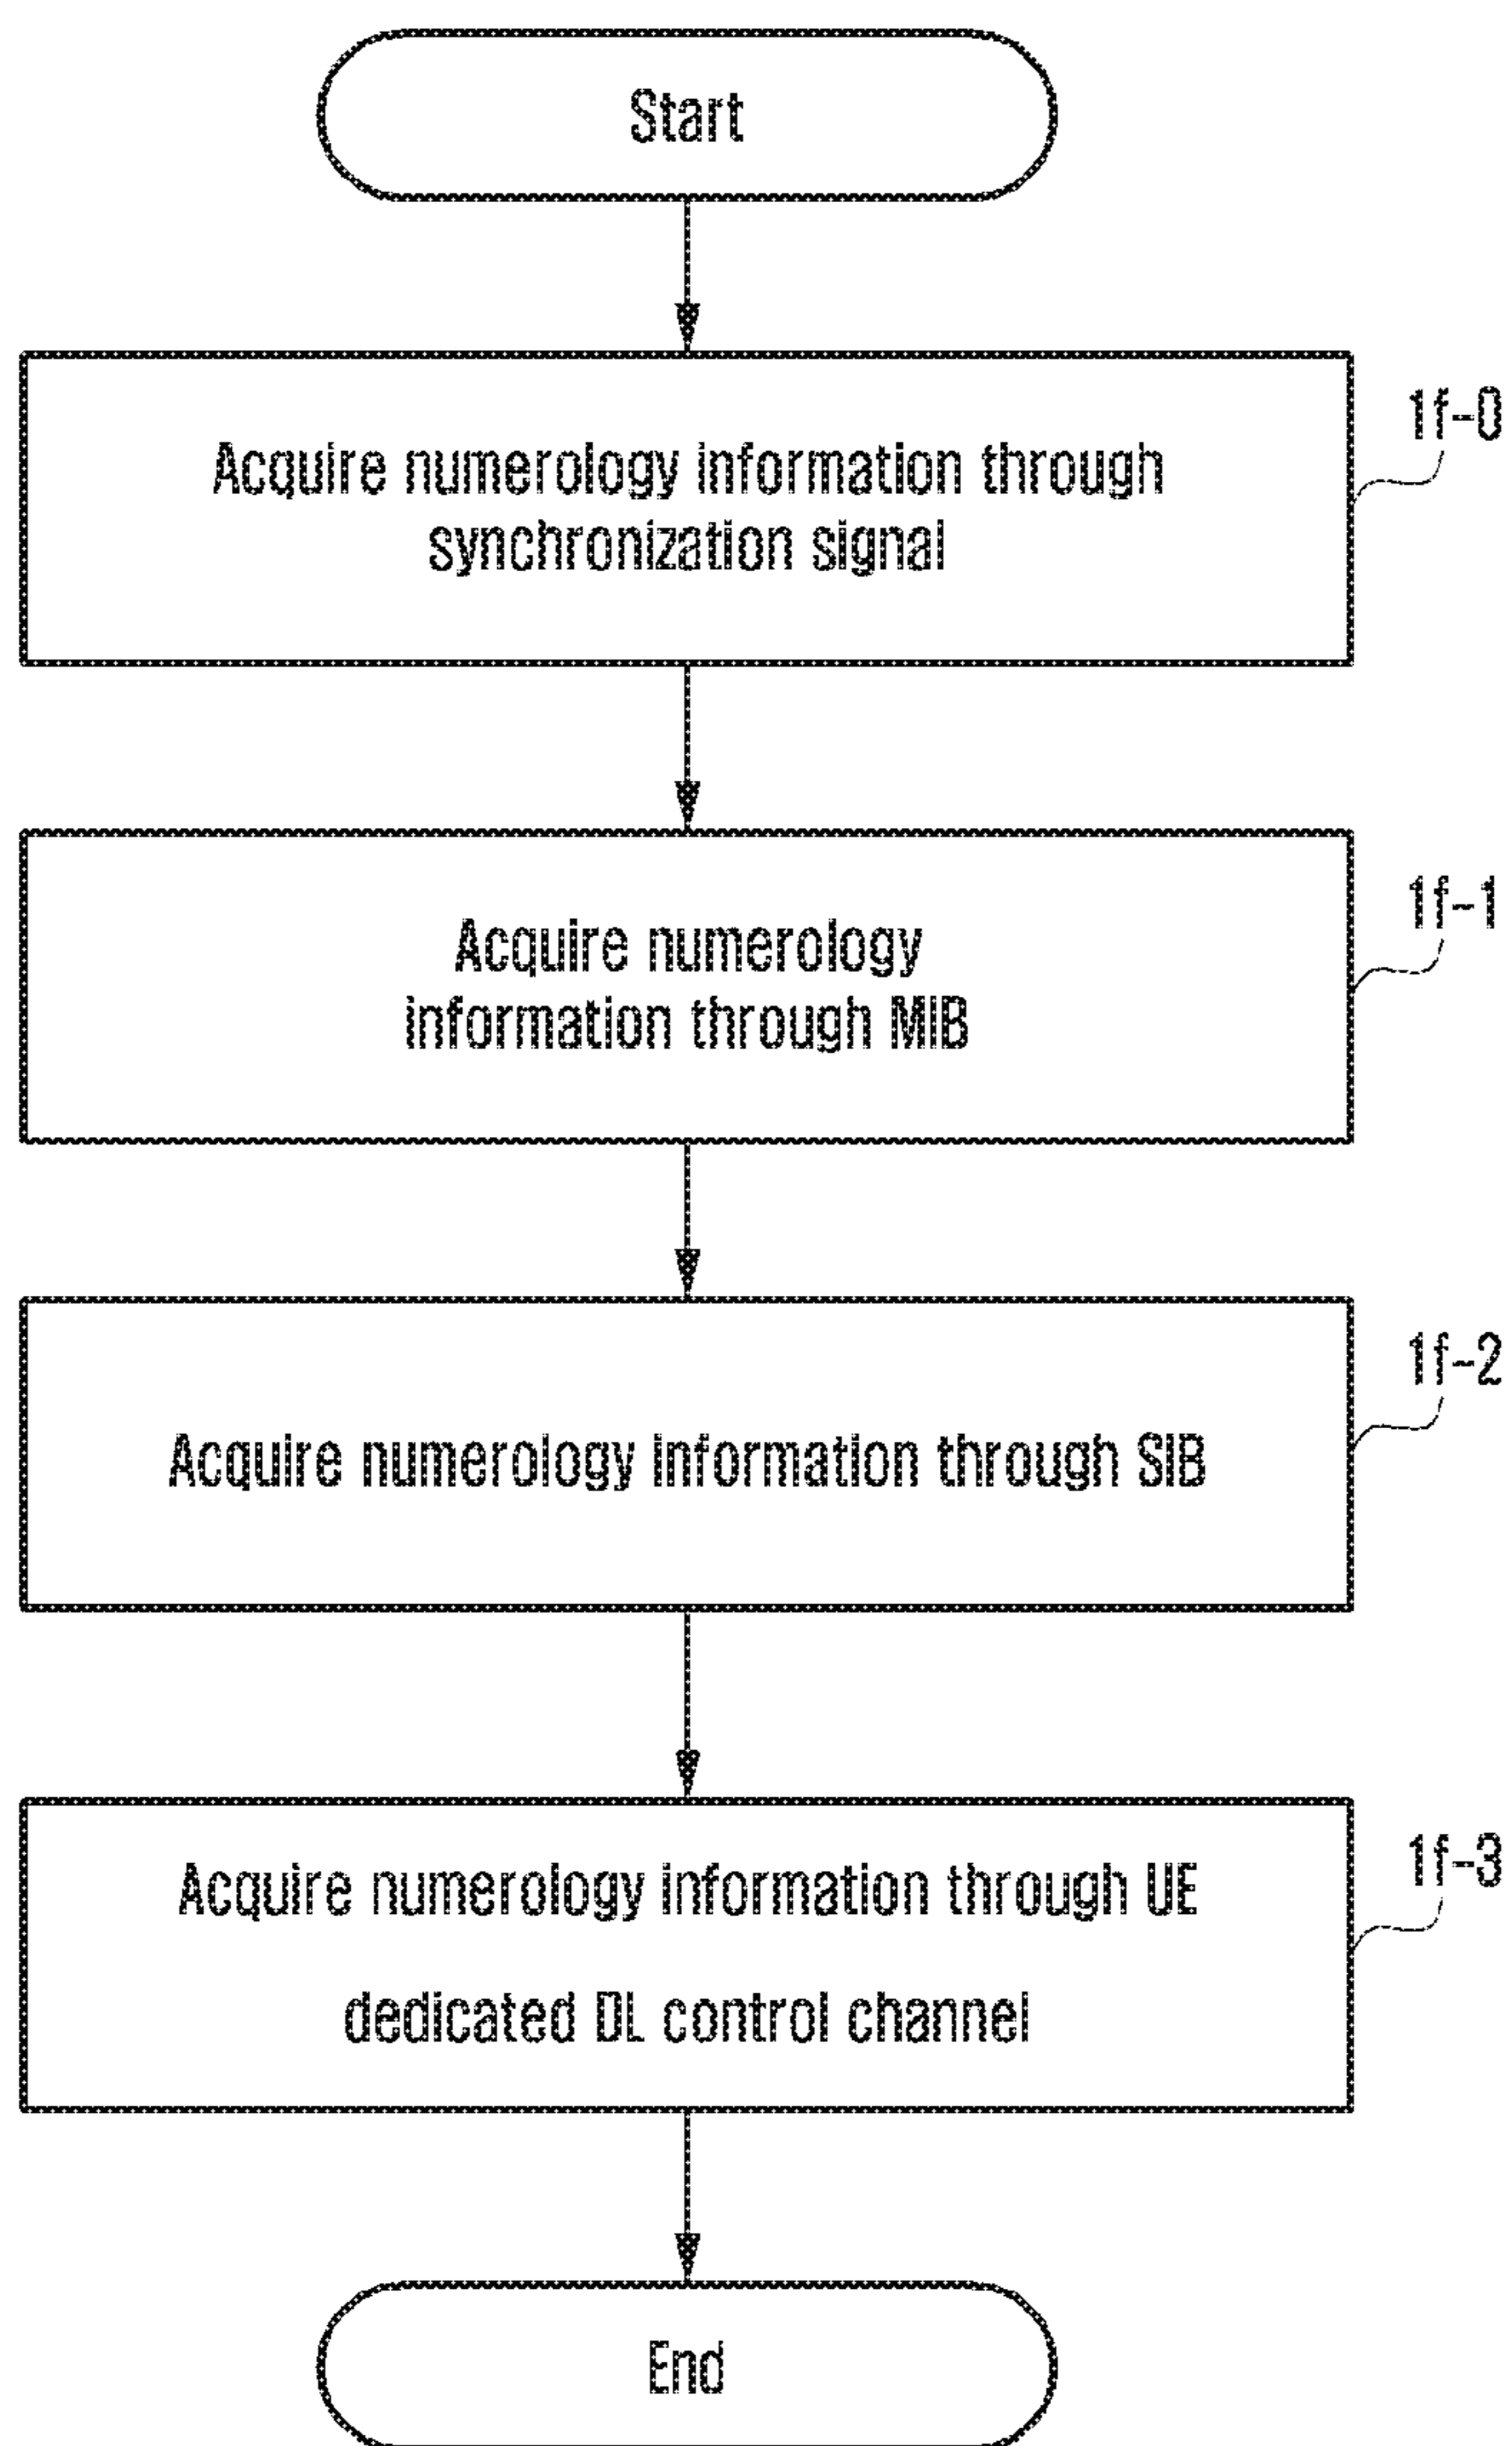 Start
1f-0
Acquire numerology information through
synchronization signal
1f-1
Acquire numerology
information through MIB
1f-2
Acquire numerology information through SIB
1f-3
Acquire numerology information through UE
dedicated DL control channel
End